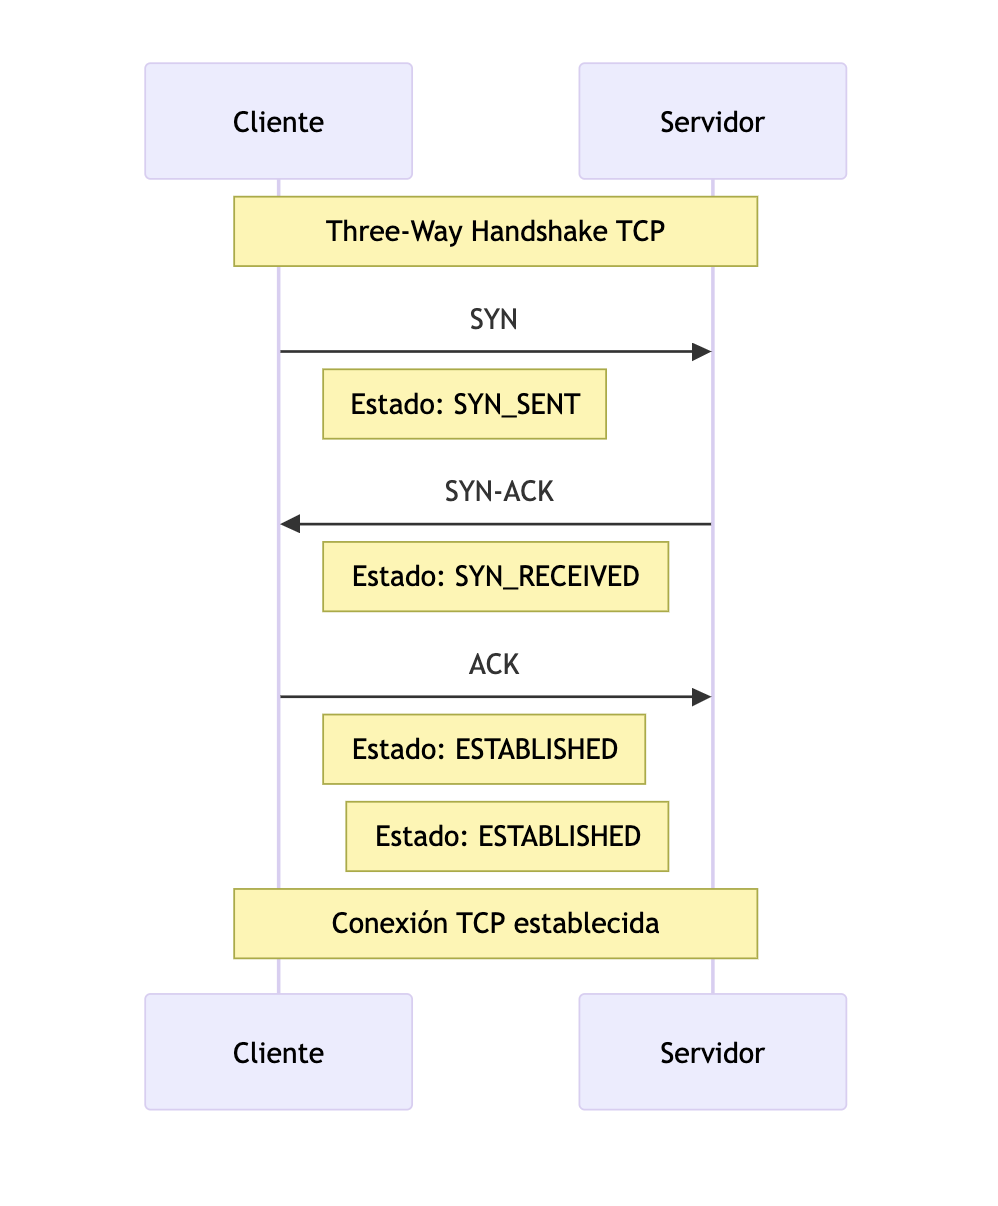 Cliente
Servidor
Three-Way Handshake TCP
SYN
Estado: SYN_SENT
SYN-ACK
Estado: SYN_RECEIVED
ACK
Estado: ESTABLISHED
Estado: ESTABLISHED
Conexión TCP establecida
Cliente
Servidor